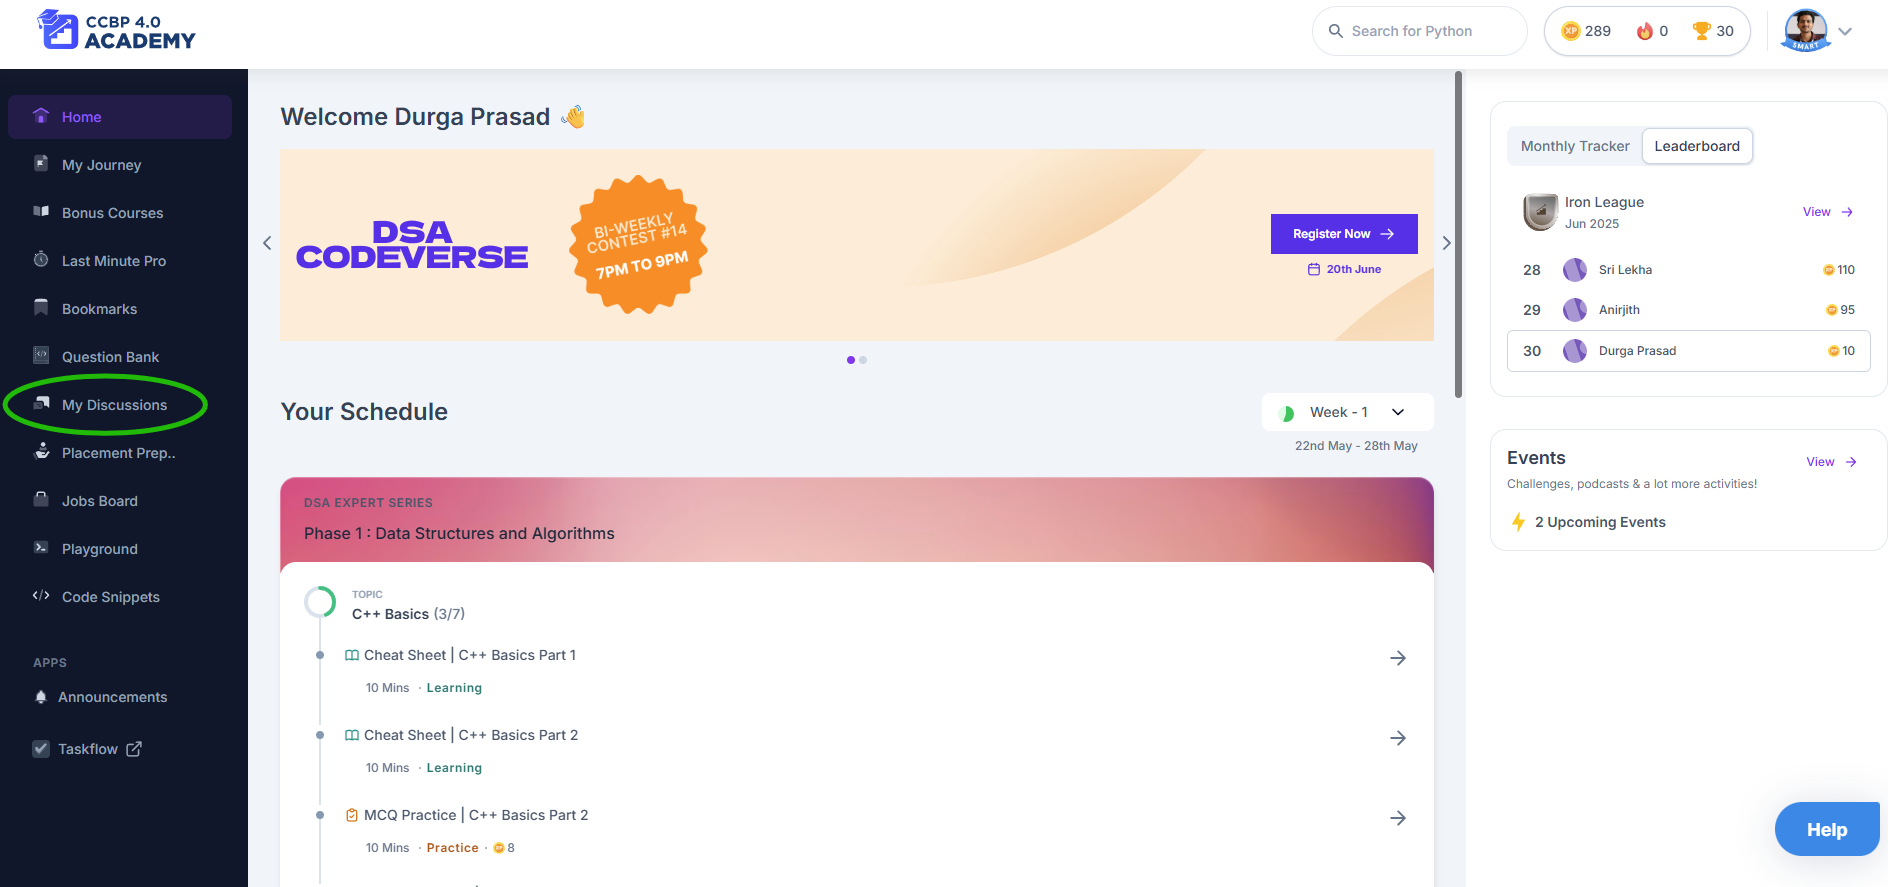 CCBP 4.0
ACADEMY
Search for Python
XP 289
0
30
SMART
Home
My Journey
Bonus Courses
Last Minute Pro
Bookmarks
Question Bank
My Discussions
Placement Prep..
Jobs Board
Playground
Code Snippets
APPS
Announcements
Taskflow
Welcome Durga Prasad
DSA
CODEVERSE
BI-WEEKLY
CONTEST #14
7PM TO 9PM
Register Now
20th June
Your Schedule
Week - 1
22nd May - 28th May
DSA EXPERT SERIES
Phase 1 : Data Structures and Algorithms
TOPIC
C++ Basics (3/7)
Cheat Sheet | C++ Basics Part 1
10 Mins · Learning
Cheat Sheet | C++ Basics Part 2
10 Mins · Learning
MCQ Practice | C++ Basics Part 2
10 Mins · Practice · XP 8
Monthly Tracker
Leaderboard
Iron League
Jun 2025
View
28 Sri Lekha XP 110
29 Anirjith XP 95
30 Durga Prasad XP 10
Events
View
Challenges, podcasts & a lot more activities!
2 Upcoming Events
Help